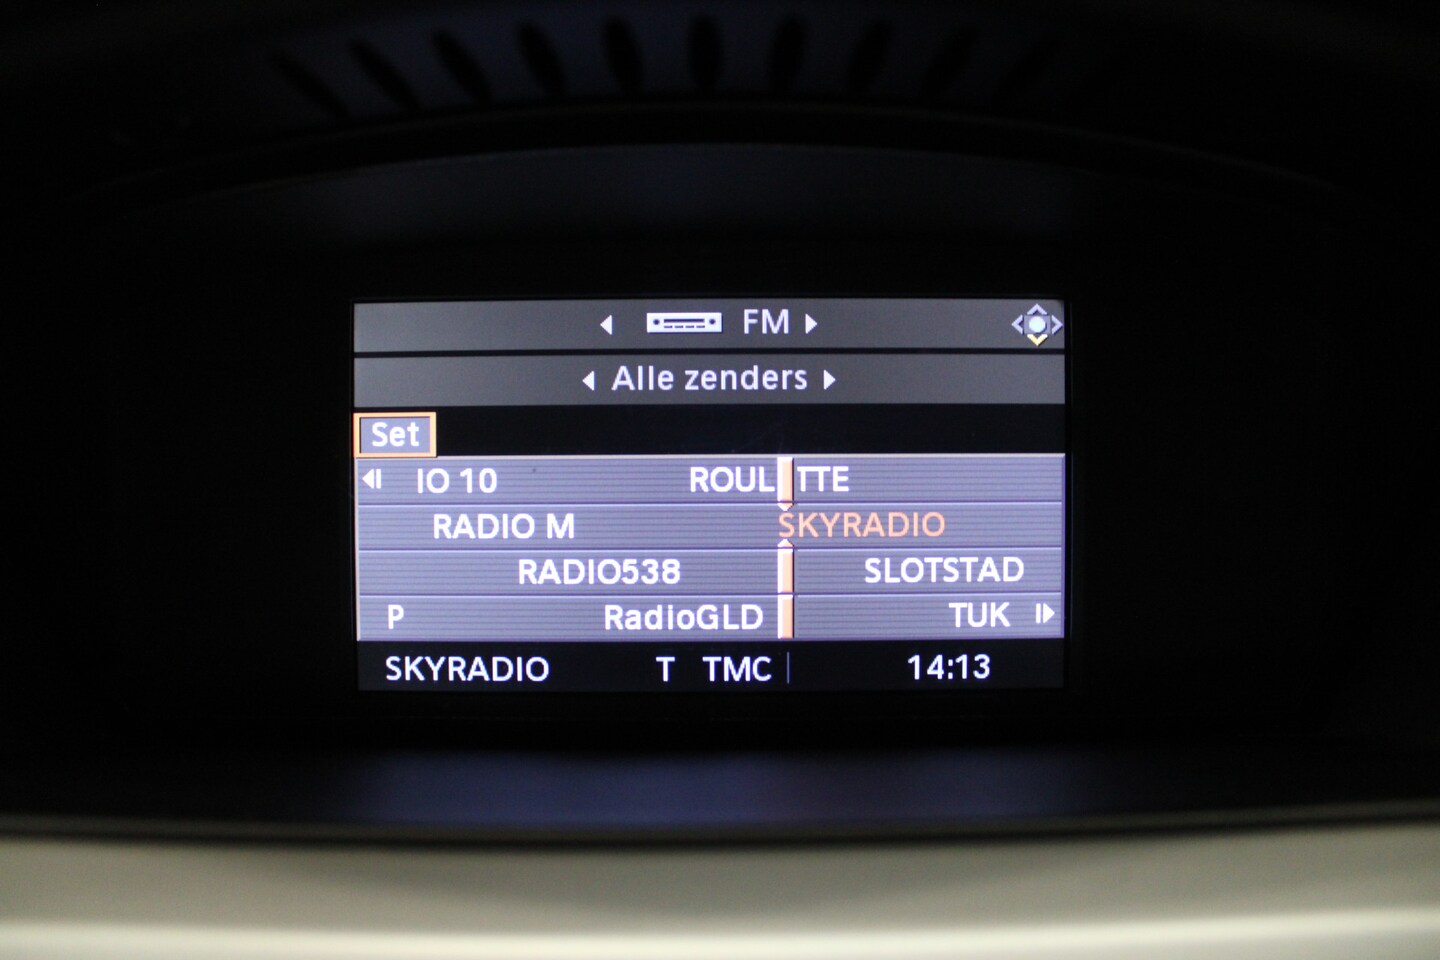 FM
Alle zenders
Set
IO 10 ROUL TTE
RADIO M SKYRADIO
RADIO538 SLOTSTAD
P RadioGLD TUK
SKYRADIO T TMC 14:13